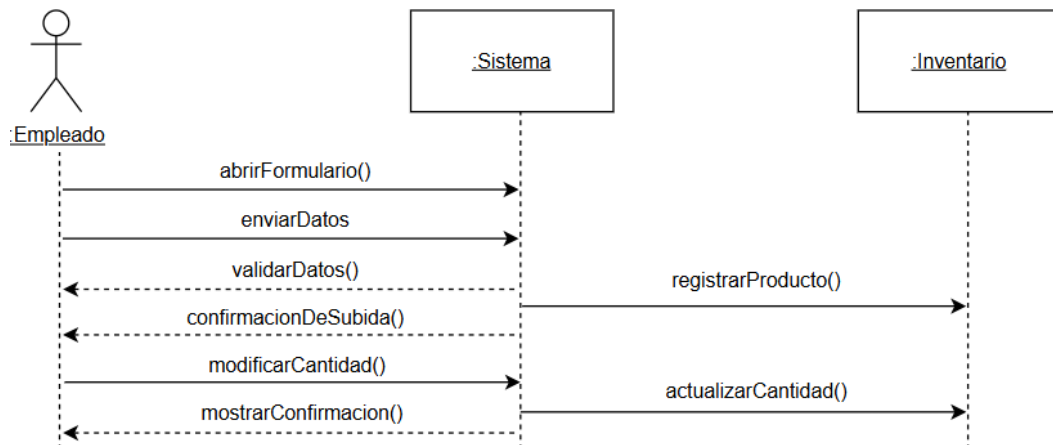 :Sistema
:Inventario
:Empleado
abrirFormulario()
enviarDatos
validarDatos()
registrarProducto()
confirmacionDeSubida()
modificarCantidad()
actualizarCantidad()
mostrarConfirmacion()